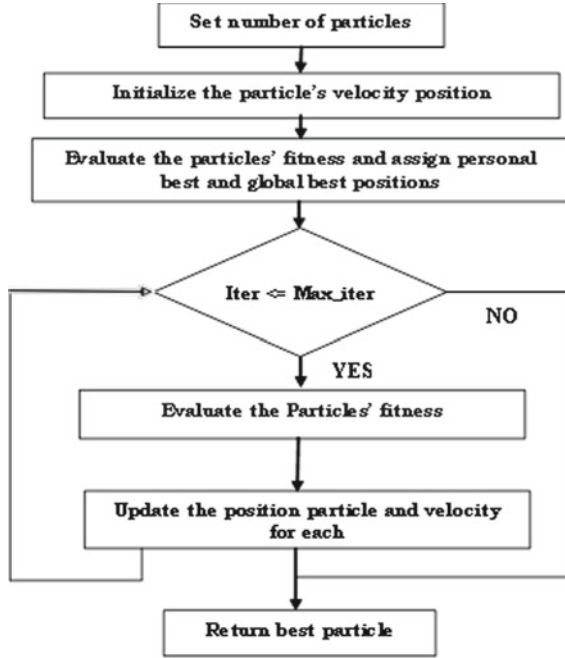 Set number of particles
Initialize the particle's velocity position
Evaluate the particles' fitness and assign personal
best and global best positions
Iter <= Max_iter
NO
YES
Evaluate the Particles' fitness
Update the position particle and velocity
for each
Return best particle